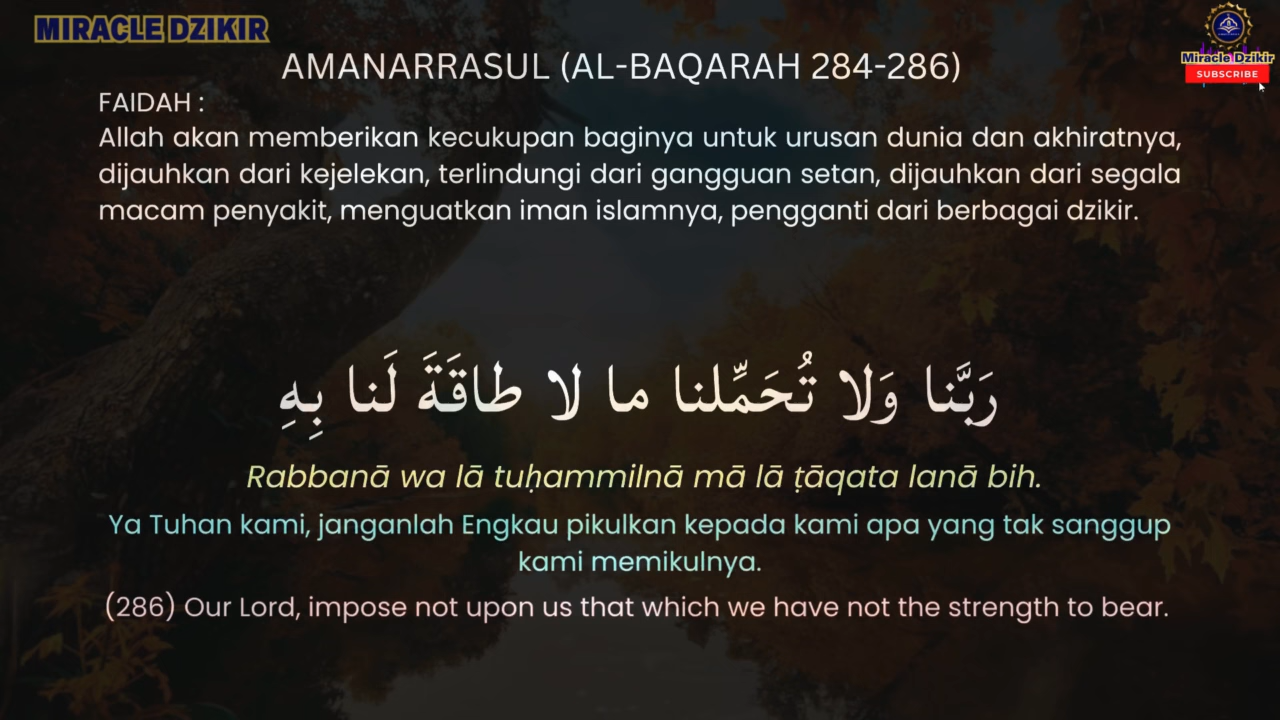 MIRACLE DZIKIR
Miracle Dzikir
SUBSCRIBE
AMANARRASUL (AL-BAQARAH 284-286)
FAIDAH :
Allah akan memberikan kecukupan baginya untuk urusan dunia dan akhiratnya,
dijauhkan dari kejelekan, terlindungi dari gangguan setan, dijauhkan dari segala
macam penyakit, menguatkan iman islamnya, pengganti dari berbagai dzikir.
رَبَّنا وَلا تُحَمِّلنا ما لا طاقَةَ لَنا بِهِ
Rabbanā wa lā tuḥammilnā mā lā ṭāqata lanā bih.
Ya Tuhan kami, janganlah Engkau pikulkan kepada kami apa yang tak sanggup
kami memikulnya.
(286) Our Lord, impose not upon us that which we have not the strength to bear.